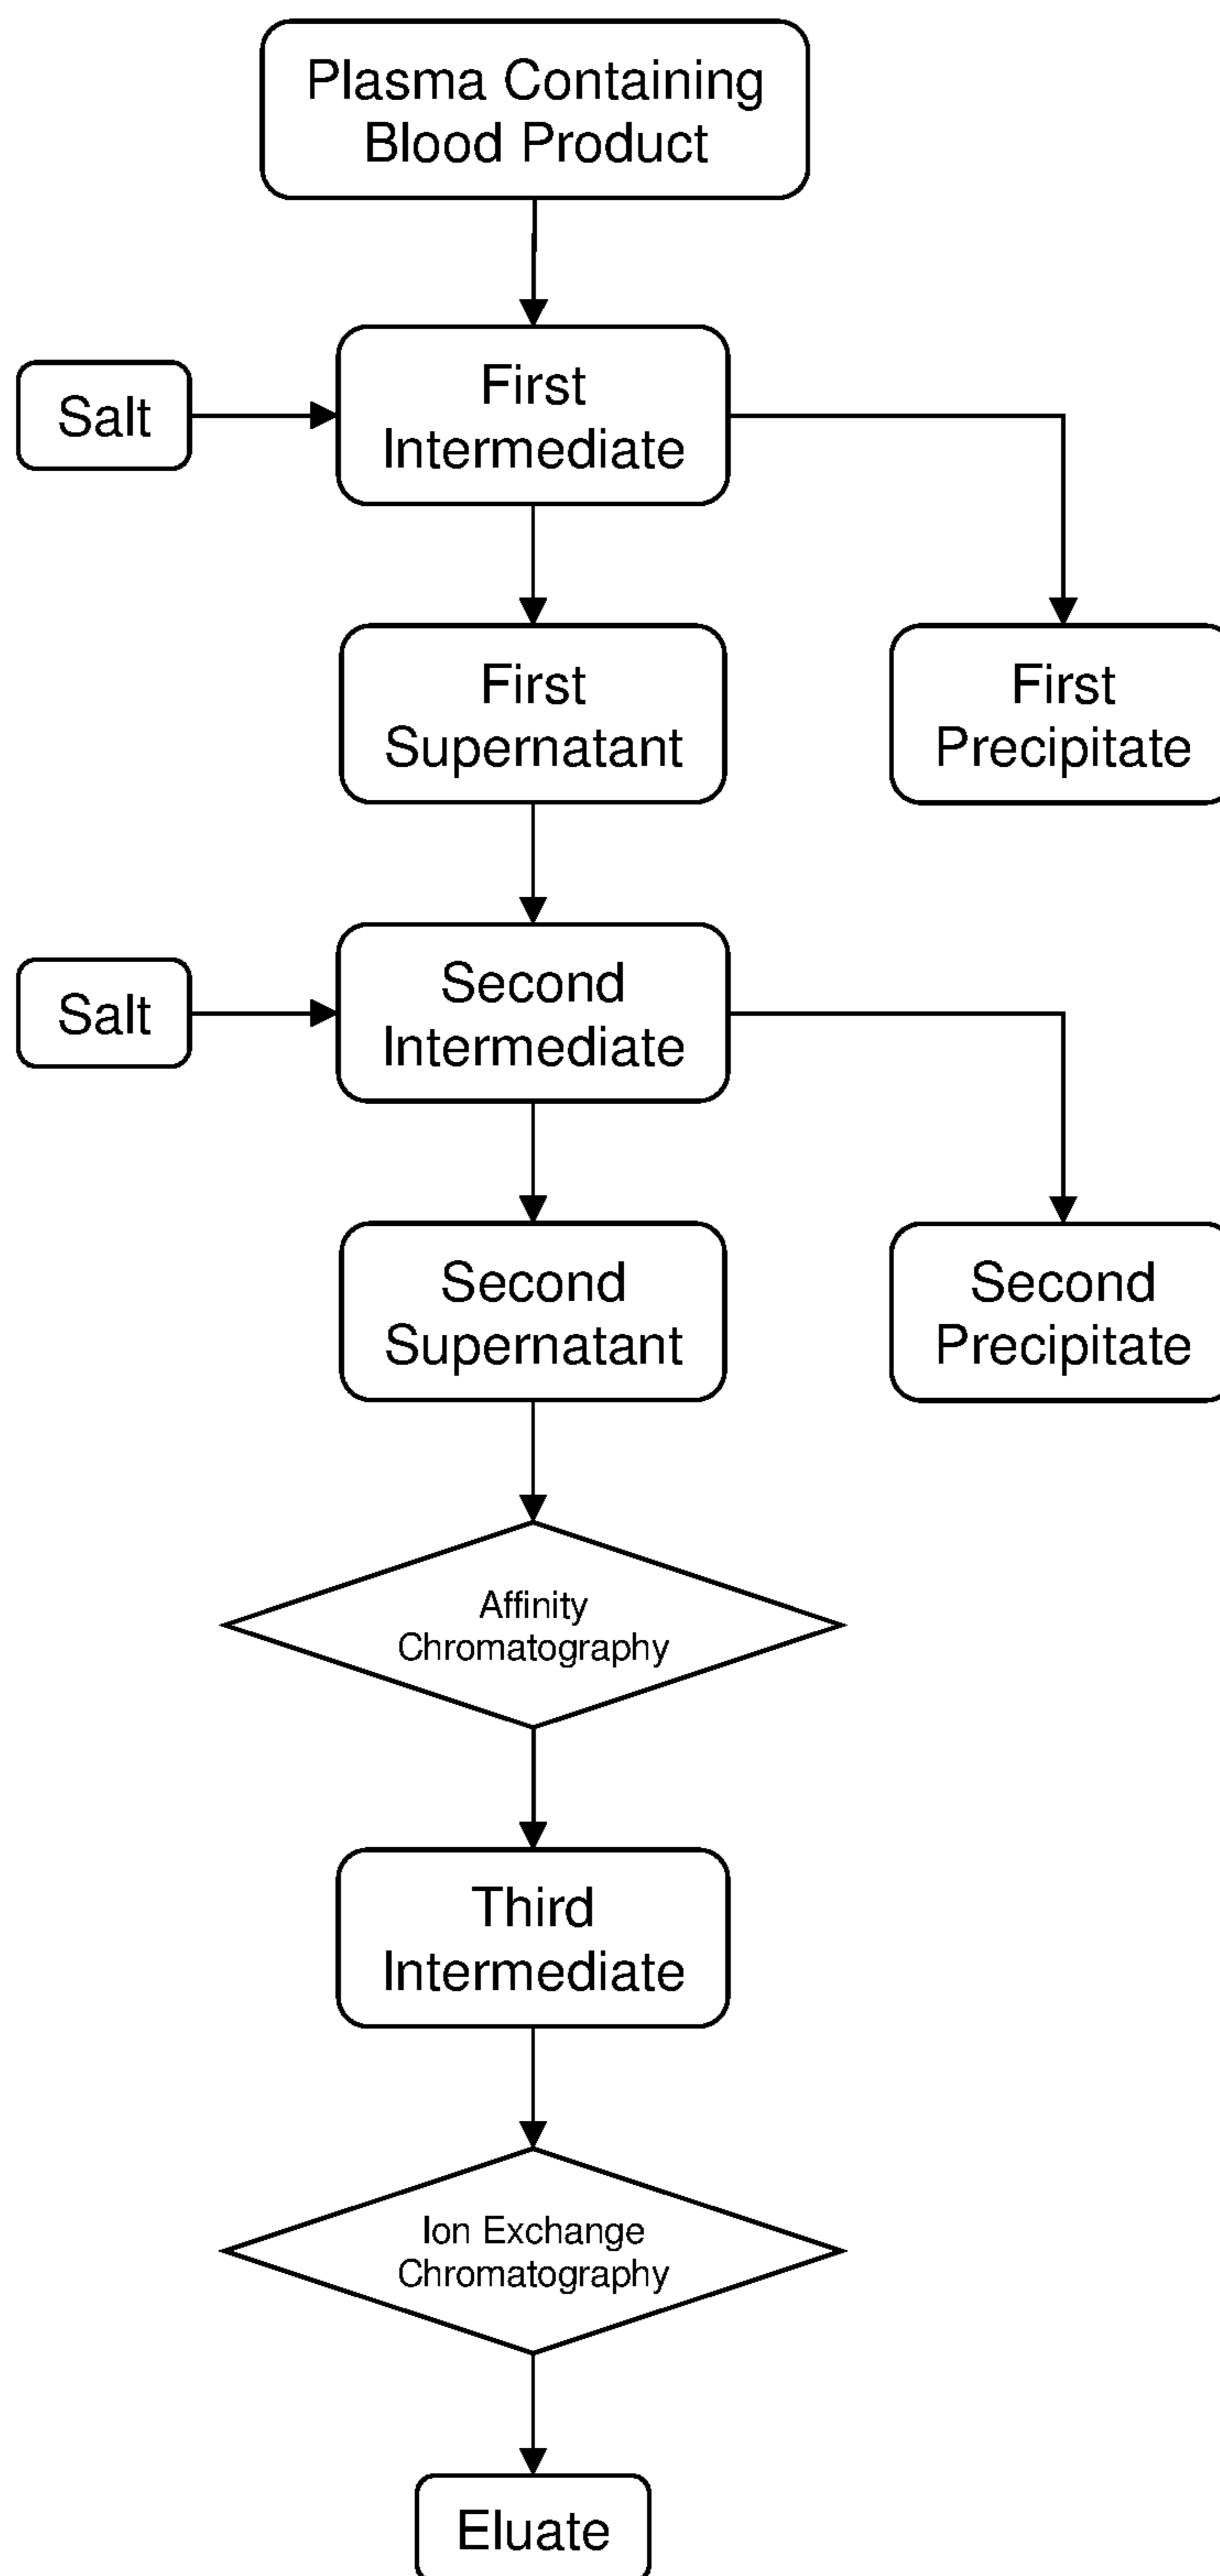 Plasma Containing
Blood Product
Salt
First
Intermediate
First
Supernatant
First
Precipitate
Salt
Second
Intermediate
Second
Supernatant
Second
Precipitate
Affinity
Chromatography
Third
Intermediate
Ion Exchange
Chromatography
Eluate